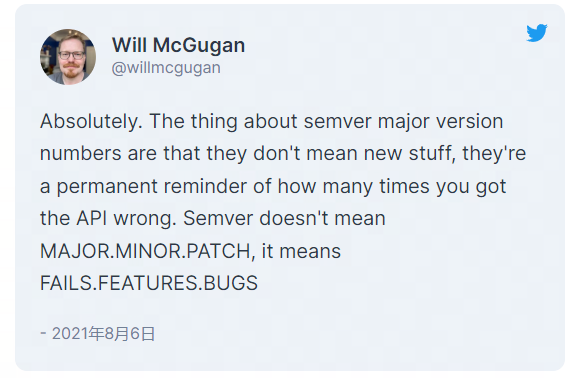 Will McGugan
@willmcgugan
Absolutely. The thing about semver major version
numbers are that they don't mean new stuff, they're
a permanent reminder of how many times you got
the API wrong. Semver doesn't mean
MAJOR.MINOR.PATCH, it means
FAILS.FEATURES.BUGS
- 2021年8月6日